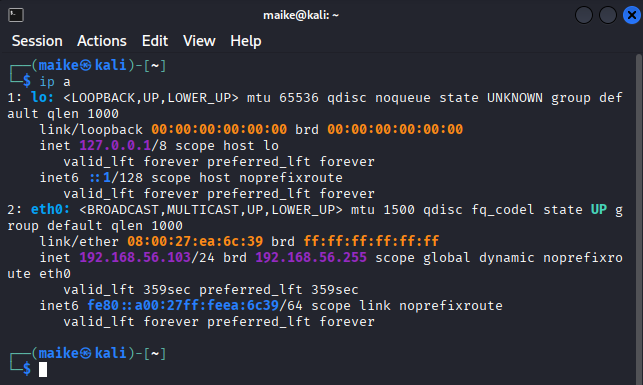 maike@kali: ~
Session Actions Edit View Help
┌──(maike㉿kali)-[~]
└─$ ip a
1: lo: <LOOPBACK,UP,LOWER_UP> mtu 65536 qdisc noqueue state UNKNOWN group def
ault qlen 1000
    link/loopback 00:00:00:00:00:00 brd 00:00:00:00:00:00
    inet 127.0.0.1/8 scope host lo
       valid_lft forever preferred_lft forever
    inet6 ::1/128 scope host noprefixroute
       valid_lft forever preferred_lft forever
2: eth0: <BROADCAST,MULTICAST,UP,LOWER_UP> mtu 1500 qdisc fq_codel state UP g
roup default qlen 1000
    link/ether 08:00:27:ea:6c:39 brd ff:ff:ff:ff:ff:ff
    inet 192.168.56.103/24 brd 192.168.56.255 scope global dynamic noprefixro
ute eth0
       valid_lft 359sec preferred_lft 359sec
    inet6 fe80::a00:27ff:feea:6c39/64 scope link noprefixroute
       valid_lft forever preferred_lft forever
┌──(maike㉿kali)-[~]
└─$